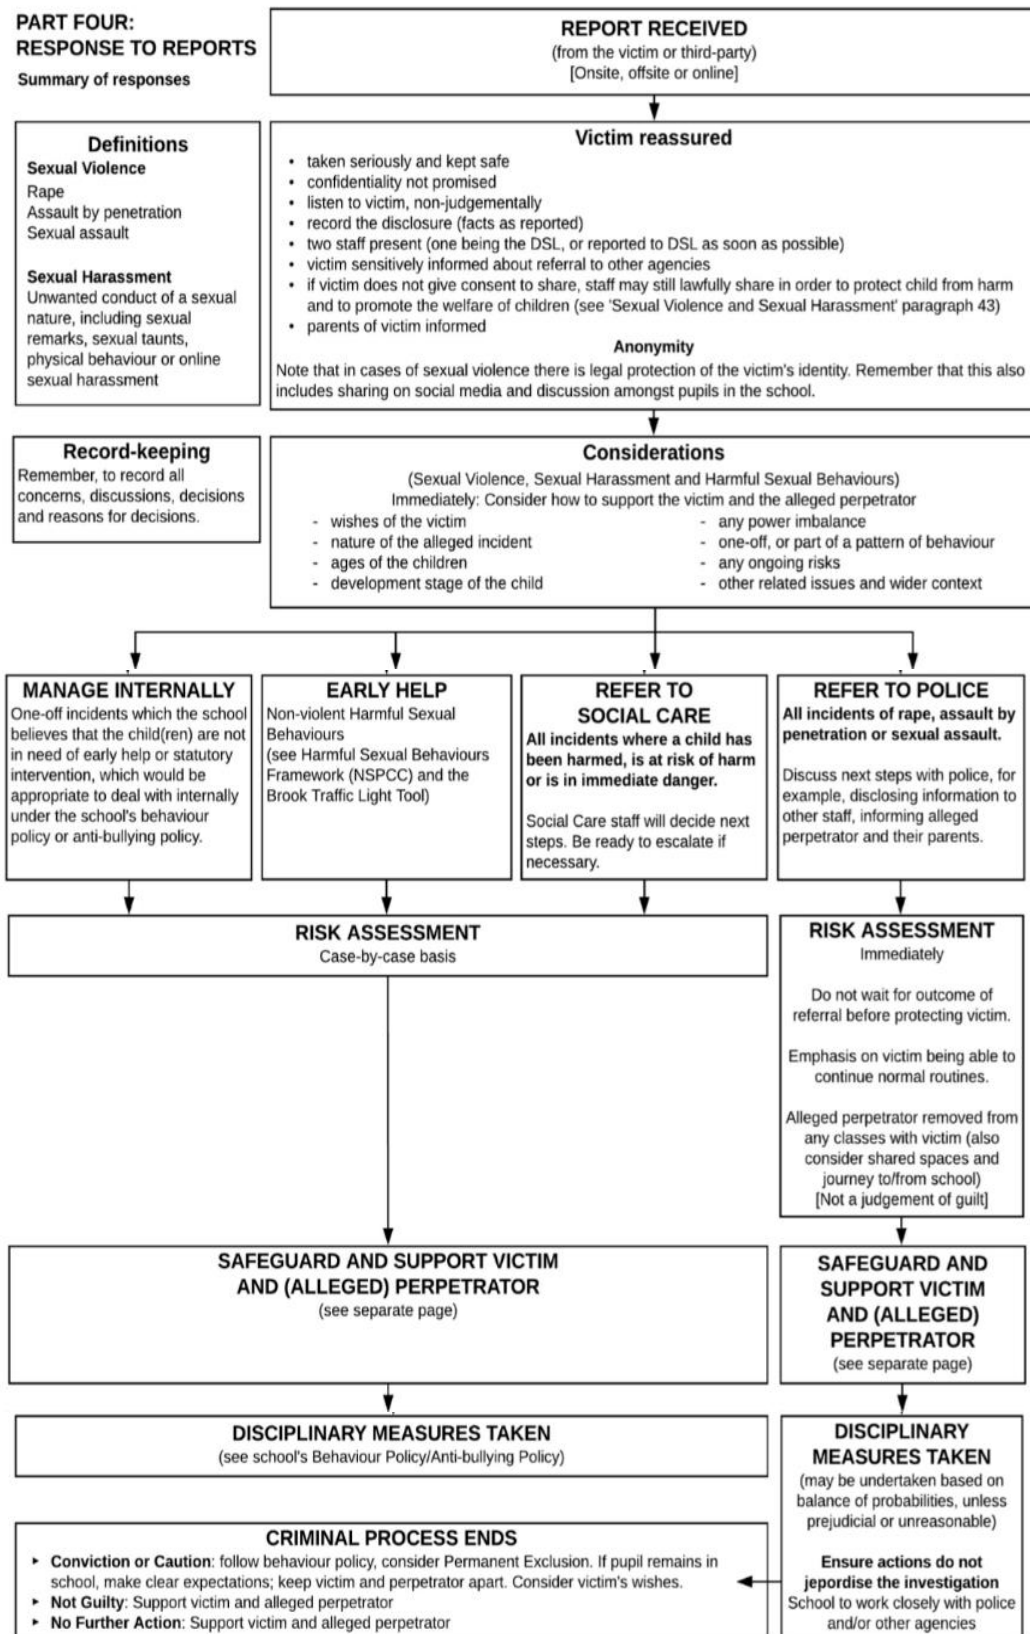 PART FOUR:
RESPONSE TO REPORTS
Summary of responses
REPORT RECEIVED
(from the victim or third-party)
[Onsite, offsite or online]
Definitions
Sexual Violence
Rape
Assault by penetration
Sexual assault
Sexual Harassment
Unwanted conduct of a sexual
nature, including sexual
remarks, sexual taunts,
physical behaviour or online
sexual harassment
Victim reassured
• taken seriously and kept safe
• confidentiality not promised
• listen to victim, non-judgementally
• record the disclosure (facts as reported)
• two staff present (one being the DSL, or reported to DSL as soon as possible)
• victim sensitively informed about referral to other agencies
• if victim does not give consent to share, staff may still lawfully share in order to protect child from harm
and to promote the welfare of children (see 'Sexual Violence and Sexual Harassment' paragraph 43)
• parents of victim informed
Anonymity
Note that in cases of sexual violence there is legal protection of the victim's identity. Remember that this also
includes sharing on social media and discussion amongst pupils in the school.
Record-keeping
Remember, to record all
concerns, discussions, decisions
and reasons for decisions.
Considerations
(Sexual Violence, Sexual Harassment and Harmful Sexual Behaviours)
Immediately: Consider how to support the victim and the alleged perpetrator
- wishes of the victim
- nature of the alleged incident
- ages of the children
- development stage of the child
- any power imbalance
- one-off, or part of a pattern of behaviour
- any ongoing risks
- other related issues and wider context
MANAGE INTERNALLY
One-off incidents which the school
believes that the child(ren) are not
in need of early help or statutory
intervention, which would be
appropriate to deal with internally
under the school's behaviour
policy or anti-bullying policy.
EARLY HELP
Non-violent Harmful Sexual
Behaviours
(see Harmful Sexual Behaviours
Framework (NSPCC) and the
Brook Traffic Light Tool)
REFER TO
SOCIAL CARE
All incidents where a child has
been harmed, is at risk of harm
or is in immediate danger.
Social Care staff will decide next
steps. Be ready to escalate if
necessary.
REFER TO POLICE
All incidents of rape, assault by
penetration or sexual assault.
Discuss next steps with police, for
example, disclosing information to
other staff, informing alleged
perpetrator and their parents.
RISK ASSESSMENT
Case-by-case basis
RISK ASSESSMENT
Immediately
Do not wait for outcome of
referral before protecting victim.
Emphasis on victim being able to
continue normal routines.
Alleged perpetrator removed from
any classes with victim (also
consider shared spaces and
journey to/from school)
[Not a judgement of guilt]
SAFEGUARD AND SUPPORT VICTIM
AND (ALLEGED) PERPETRATOR
(see separate page)
SAFEGUARD AND
SUPPORT VICTIM
AND (ALLEGED)
PERPETRATOR
(see separate page)
DISCIPLINARY MEASURES TAKEN
(see school's Behaviour Policy/Anti-bullying Policy)
DISCIPLINARY
MEASURES TAKEN
(may be undertaken based on
balance of probabilities, unless
prejudicial or unreasonable)
Ensure actions do not
jepordise the investigation
School to work closely with police
and/or other agencies
CRIMINAL PROCESS ENDS
▸ Conviction or Caution: follow behaviour policy, consider Permanent Exclusion. If pupil remains in
school, make clear expectations; keep victim and perpetrator apart. Consider victim's wishes.
▸ Not Guilty: Support victim and alleged perpetrator
▸ No Further Action: Support victim and alleged perpetrator